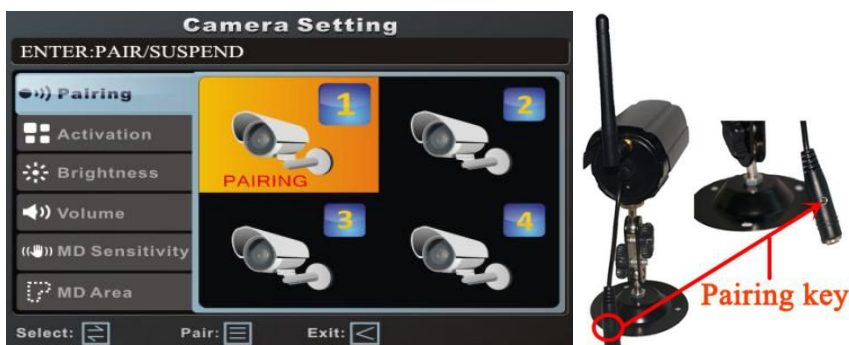 Camera Setting
ENTER:PAIR/SUSPEND
Pairing
Activation
Brightness
Volume
MD Sensitivity
MD Area
1
2
PAIRING
3
4
Select: Pair: Exit:
Pairing key